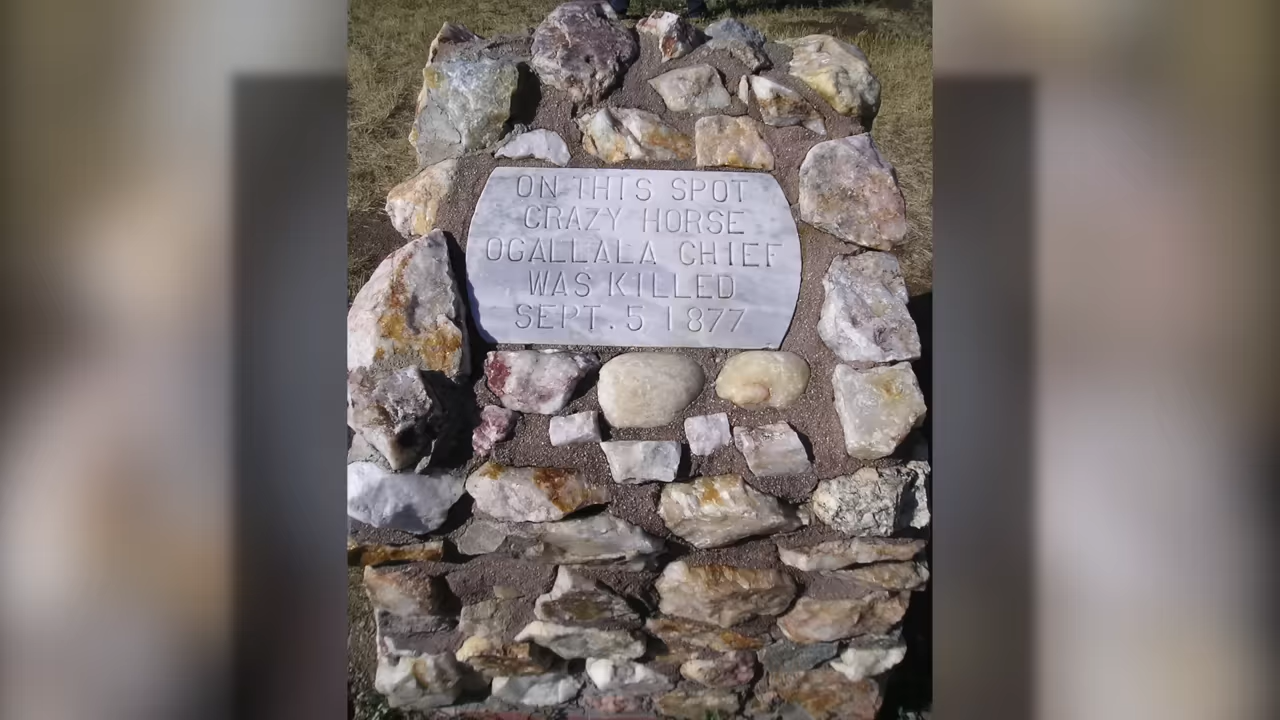 ON THIS SPOT
CRAZY HORSE
OGALLALA CHIEF
WAS KILLED
SEPT. 5 1877